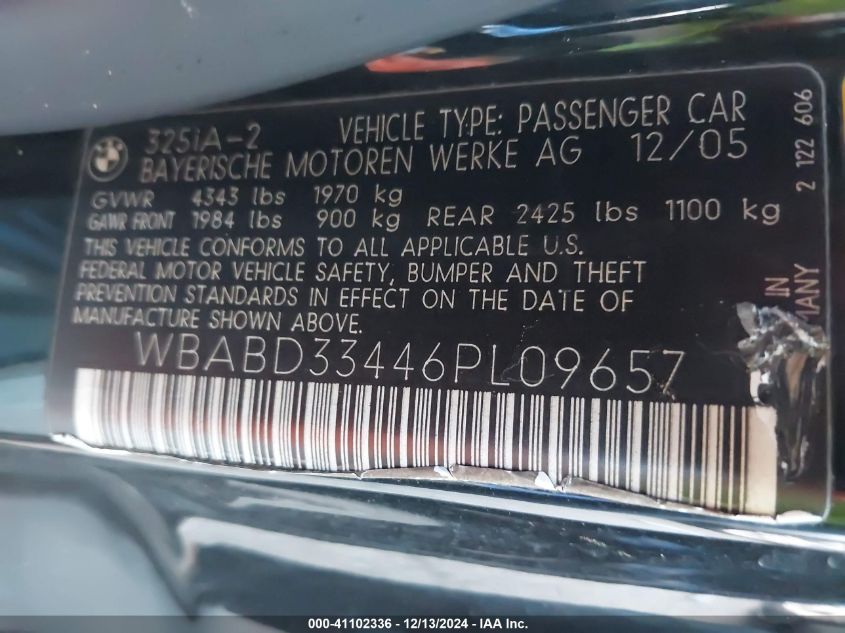 325iA-2 VEHICLE TYPE: PASSENGER CAR
BAYERISCHE MOTOREN WERKE AG 12/05
GVWR 4343 lbs 1970 kg
GAWR FRONT 1984 lbs 900 kg REAR 2425 lbs 1100 kg
THIS VEHICLE CONFORMS TO ALL APPLICABLE U.S.
FEDERAL MOTOR VEHICLE SAFETY, BUMPER AND THEFT
PREVENTION STANDARDS IN EFFECT ON THE DATE OF
MANUFACTURE SHOWN ABOVE.
WBABD33446PL09657
2 122 606
IN
000-41102336 - 12/13/2024 - IAA Inc.